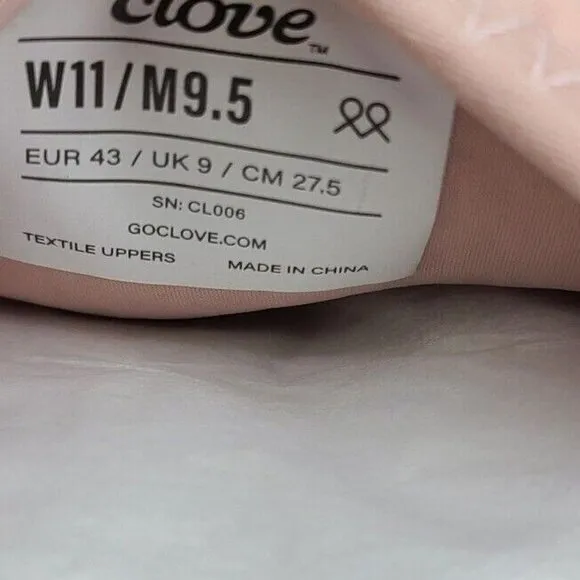 clove™
W11/M9.5
EUR 43 / UK 9 / CM 27.5
SN: CL006
GOCLOVE.COM
TEXTILE UPPERS MADE IN CHINA